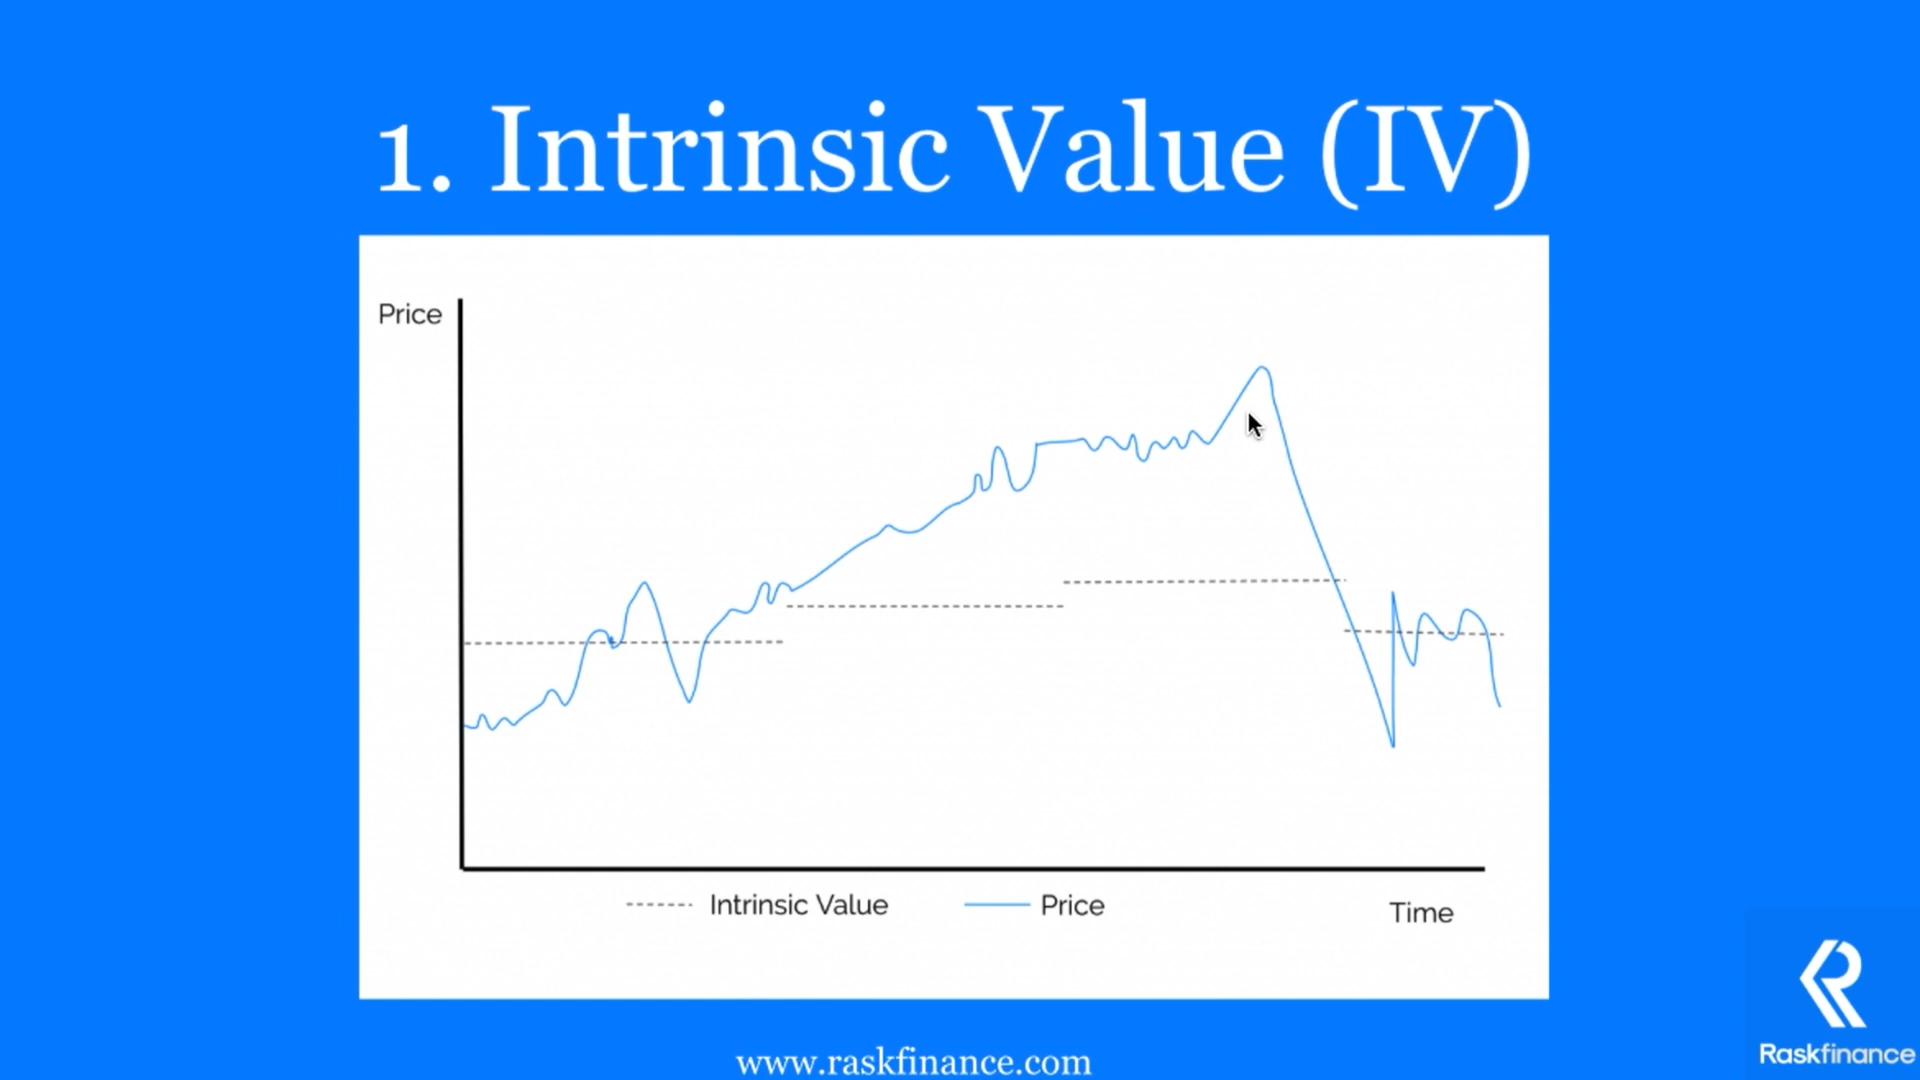 1. Intrinsic Value (IV)
Price
Intrinsic Value
Price
Time
Raskfinance
www.raskfinance.com